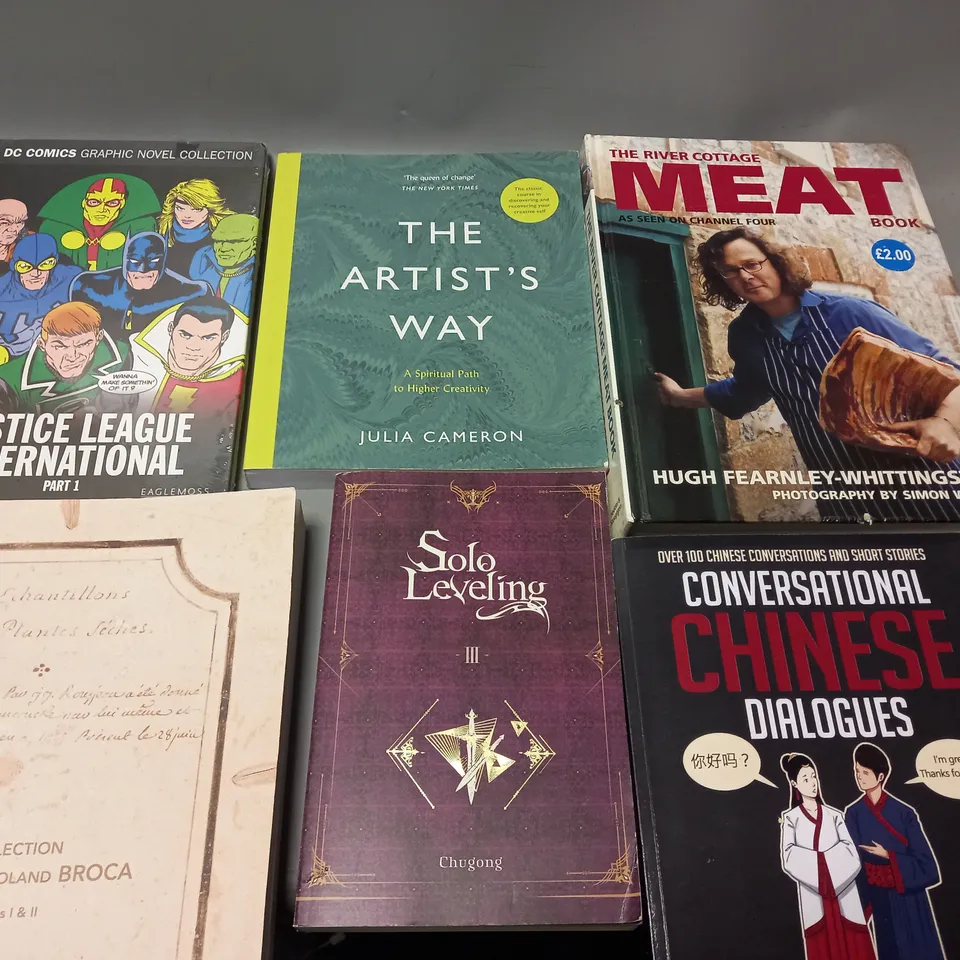 DC COMICS GRAPHIC NOVEL COLLECTION
WANNA
MAKE SOMETHIN'
OF IT?
STICE LEAGUE
ERNATIONAL
PART 1
EAGLEMOSS
'The queen of change'
THE NEW YORK TIMES
The classic
course in
discovering and
recovering your
creative self
THE
ARTIST'S
WAY
A Spiritual Path
to Higher Creativity
JULIA CAMERON
THE RIVER COTTAGE
MEAT
BOOK
AS SEEN ON CHANNEL FOUR
£2.00
HUGH FEARNLEY-WHITTINGS
PHOTOGRAPHY BY SIMON W
Echantillons
Plantes Sèches.
LECTION
OLAND BROCA
s I & II
Solo
Leveling
III
Chugong
OVER 100 CHINESE CONVERSATIONS AND SHORT STORIES
CONVERSATIONAL
CHINESE
DIALOGUES
你好吗？
I'm gre
Thanks fo